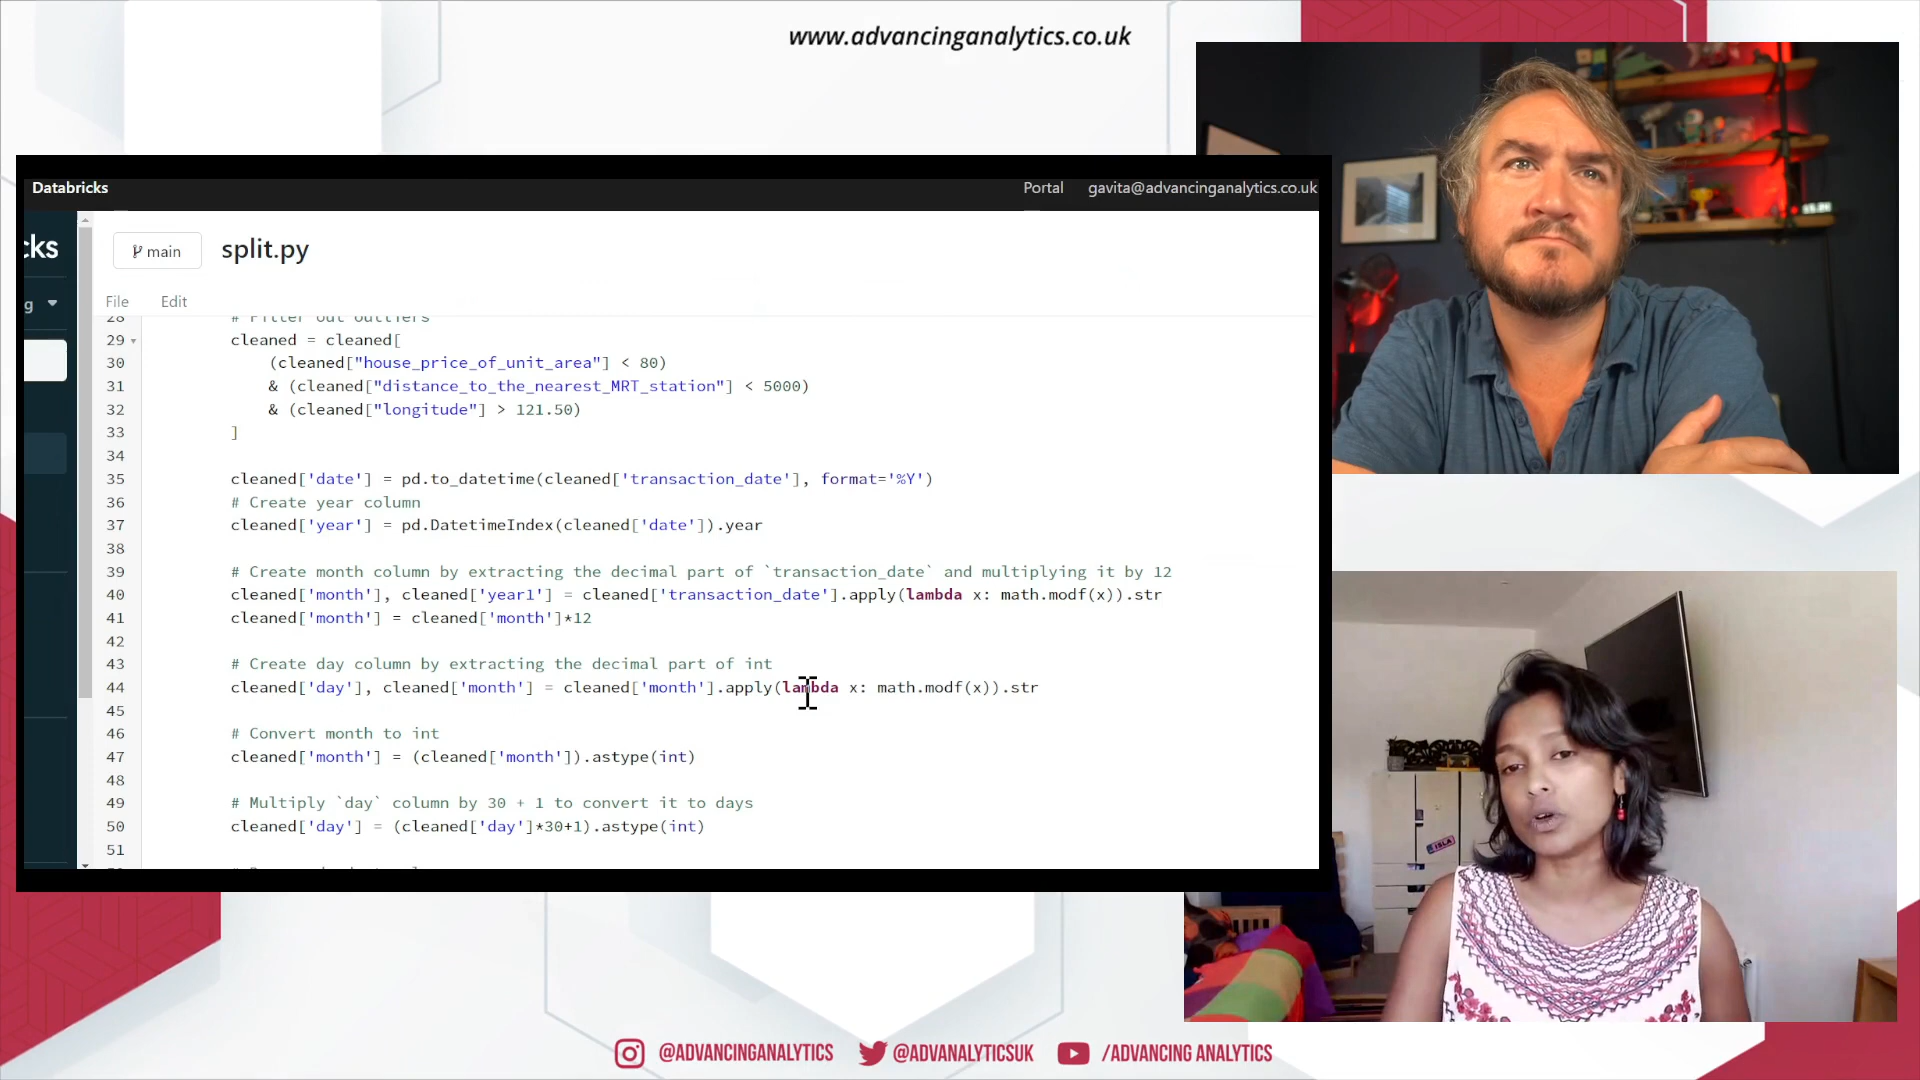 www.advancinganalytics.co.uk
Databricks
Portal
gavita@advancinganalytics.co.uk
cks
main
split.py
g
File
Edit
28 # Filter out outliers
29 cleaned = cleaned[
30 (cleaned["house_price_of_unit_area"] < 80)
31 & (cleaned["distance_to_the_nearest_MRT_station"] < 5000)
32 & (cleaned["longitude"] > 121.50)
33 ]
34
35 cleaned['date'] = pd.to_datetime(cleaned['transaction_date'], format='%Y')
36 # Create year column
37 cleaned['year'] = pd.DatetimeIndex(cleaned['date']).year
38
39 # Create month column by extracting the decimal part of `transaction_date` and multiplying it by 12
40 cleaned['month'], cleaned['year1'] = cleaned['transaction_date'].apply(lambda x: math.modf(x)).str
41 cleaned['month'] = cleaned['month']*12
42
43 # Create day column by extracting the decimal part of int
44 cleaned['day'], cleaned['month'] = cleaned['month'].apply(lambda x: math.modf(x)).str
45
46 # Convert month to int
47 cleaned['month'] = (cleaned['month']).astype(int)
48
49 # Multiply `day` column by 30 + 1 to convert it to days
50 cleaned['day'] = (cleaned['day']*30+1).astype(int)
51
ISLA
@ADVANCINGANALYTICS
@ADVANALYTICSUK
/ADVANCING ANALYTICS